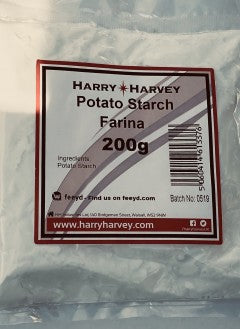 HARRY HARVEY
Potato Starch
Farina
200g
Ingredients
Potato Starch
feeyd - Find us on feeyd.com
Batch No: 0519
www.harryharvey.com